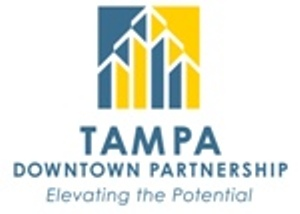 TAMPA
DOWNTOWN PARTNERSHIP
Elevating the Potential